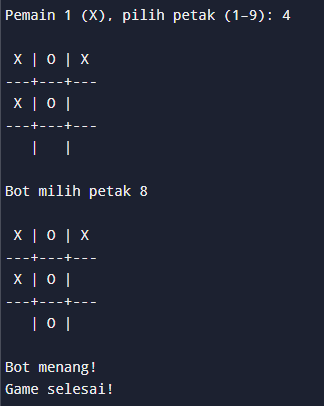 Pemain 1 (X), pilih petak (1-9): 4
X | O | X
---+---+---
X | O |
---+---+---
|   |
Bot milih petak 8
X | O | X
---+---+---
X | O |
---+---+---
| O |
Bot menang!
Game selesai!